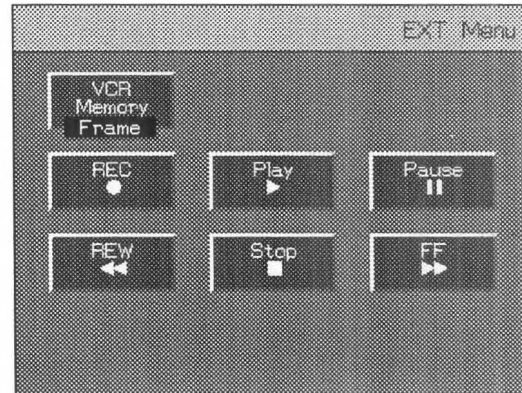 EXT Menu
VCR
Memory
Frame
REC
Play
Pause
REW
Stop
FF